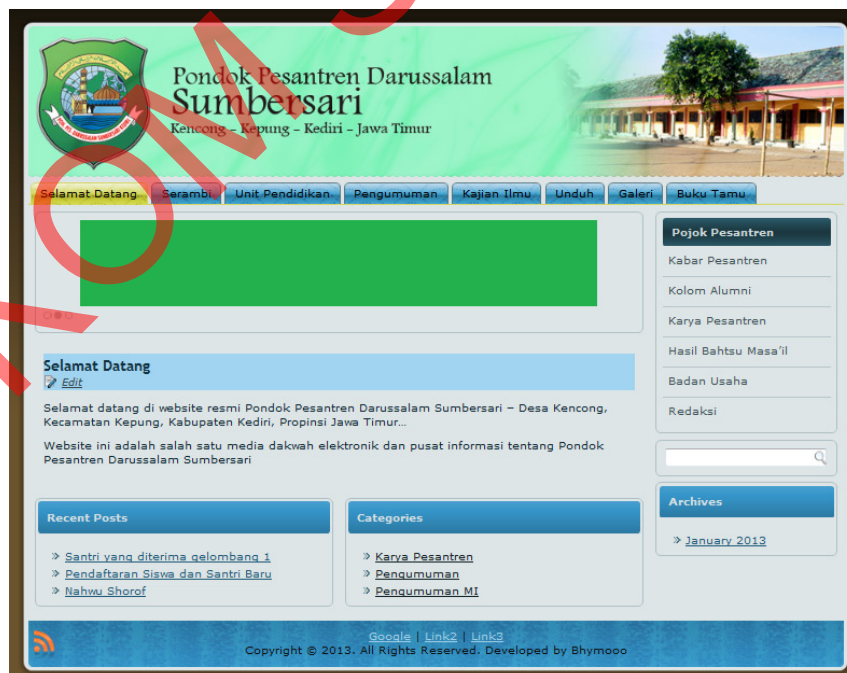 Pondok Pesantren Darussalam
Sumbersari
Kencong - Kepung - Kediri - Jawa Timur
Selamat Datang Serambi Unit Pendidikan Pengumuman Kajian Ilmu Unduh Galeri Buku Tamu
Pojok Pesantren
Kabar Pesantren
Kolom Alumni
Karya Pesantren
Hasil Bahtsu Masa'il
Badan Usaha
Redaksi
Selamat Datang
Edit
Selamat datang di website resmi Pondok Pesantren Darussalam Sumbersari – Desa Kencong,
Kecamatan Kepung, Kabupaten Kediri, Propinsi Jawa Timur...
Website ini adalah salah satu media dakwah elektronik dan pusat informasi tentang Pondok
Pesantren Darussalam Sumbersari
Archives
January 2013
Recent Posts
Santri yang diterima gelombang 1
Pendaftaran Siswa dan Santri Baru
Nahwu Shorof
Categories
Karya Pesantren
Pengumuman
Pengumuman MI
Google | Link2 | Link3
Copyright © 2013. All Rights Reserved. Developed by Bhymooo